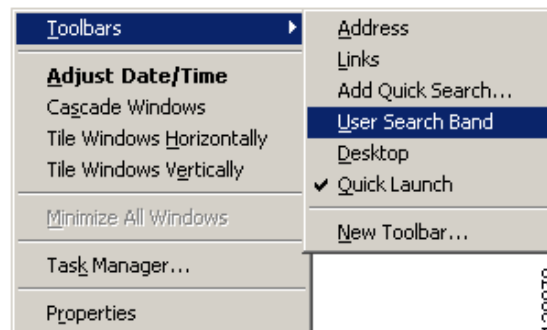 Toolbars
Adjust Date/Time
Cascade Windows
Tile Windows Horizontally
Tile Windows Vertically
Minimize All Windows
Task Manager...
Properties
Address
Links
Add Quick Search...
User Search Band
Desktop
Quick Launch
New Toolbar...